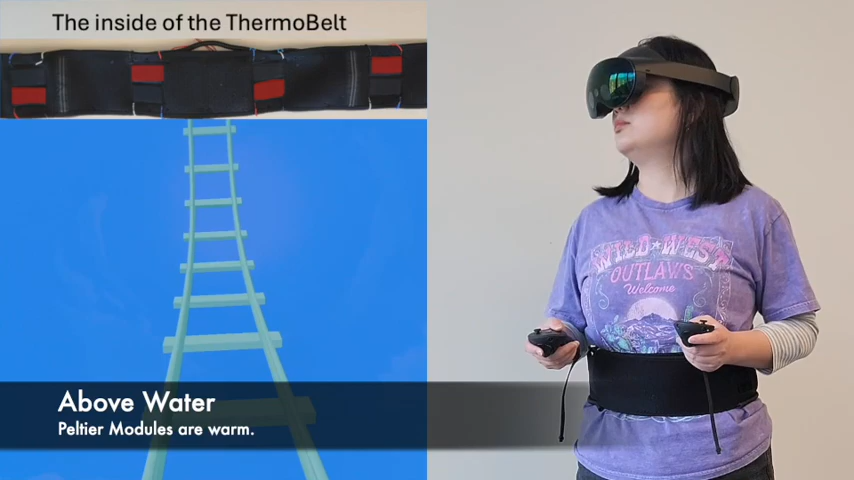 The inside of the ThermoBelt
WILD WEST
OUTLAWS
Welcome
Above Water
Peltier Modules are warm.